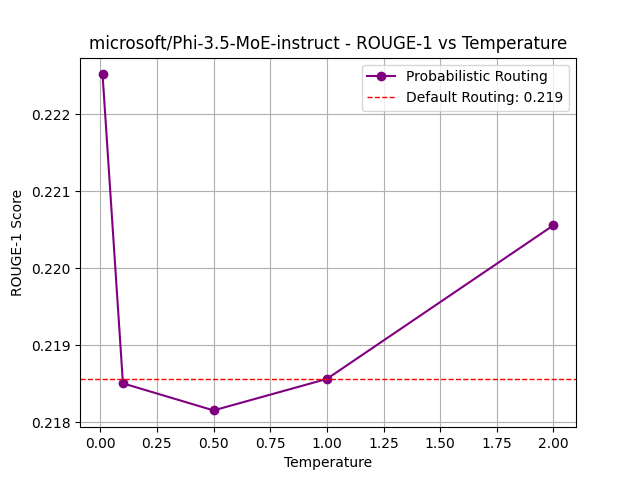 microsoft/Phi-3.5-MoE-instruct - ROUGE-1 vs Temperature
Probabilistic Routing
Default Routing: 0.219
ROUGE-1 Score
0.222
0.221
0.220
0.219
0.218
0.00 0.25 0.50 0.75 1.00 1.25 1.50 1.75 2.00
Temperature